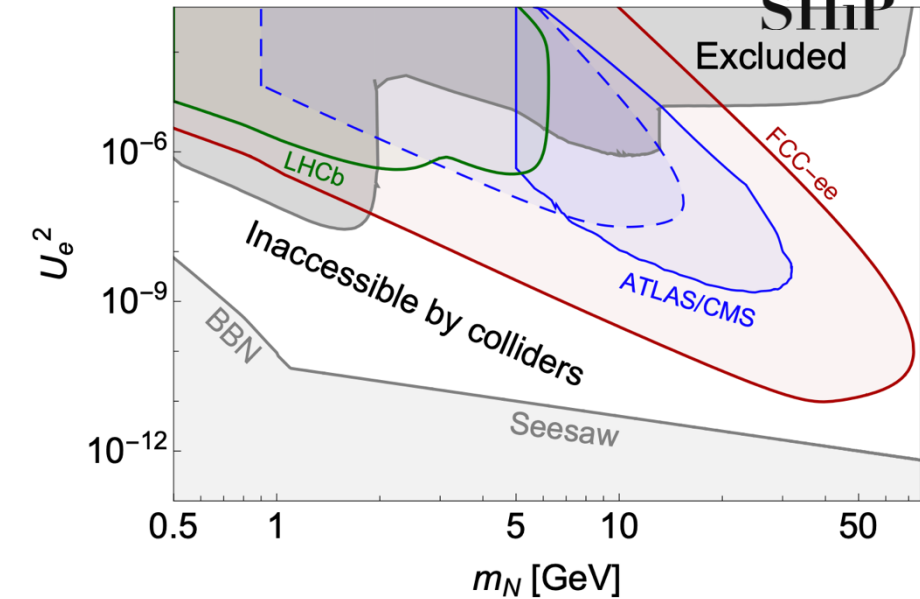 SHiP
Excluded
FCC-ee
LHCb
ATLAS/CMS
Inaccessible by colliders
BBN
Seesaw
10⁻⁶
10⁻⁹
10⁻¹²
Uₑ²
0.5 1 5 10 50
m_N [GeV]